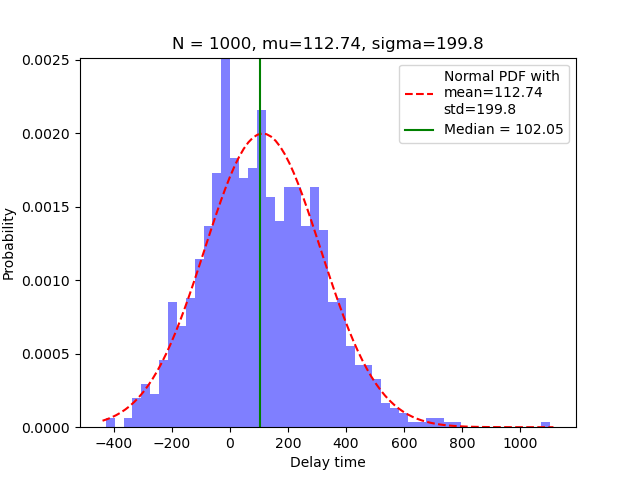 N = 1000, mu=112.74, sigma=199.8
Normal PDF with
mean=112.74
std=199.8
Median = 102.05
Probability
0.0025
0.0020
0.0015
0.0010
0.0005
0.0000
−400 −200 0 200 400 600 800 1000
Delay time